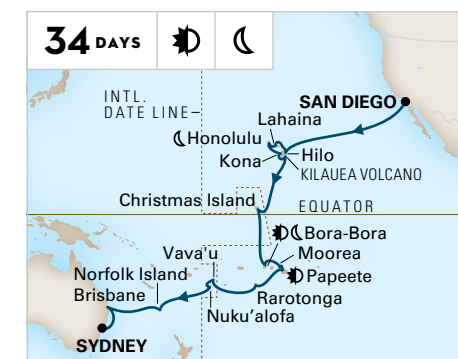 34 DAYS
INTL.
DATE LINE
SAN DIEGO
Lahaina
Honolulu
Kona
Hilo
KILAUEA VOLCANO
Christmas Island
EQUATOR
Bora-Bora
Vava'u
Moorea
Norfolk Island
Papeete
Brisbane
Rarotonga
Nuku'alofa
SYDNEY